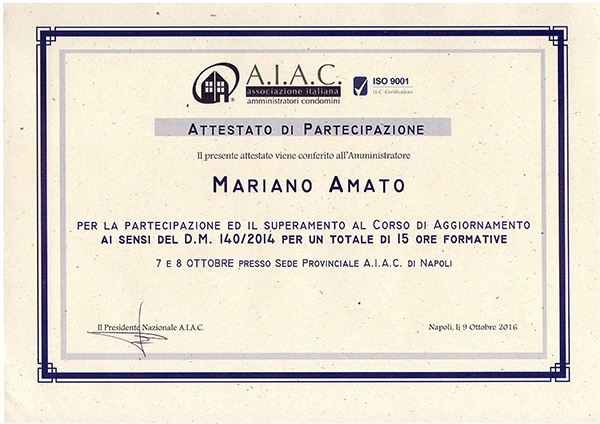 A.I.A.C.
associazione italiana
amministratori condomini
ISO 9001
Attestato di Partecipazione
Il presente attestato viene conferito all'Amministratore
Mariano Amato
per la partecipazione ed il superamento al Corso di Aggiornamento
ai sensi del D.M. 140/2014 per un totale di 15 ore formative
7 e 8 ottobre presso Sede Provinciale A.I.A.C. di Napoli
Il Presidente Nazionale A.I.A.C.
Napoli, li 9 Ottobre 2016